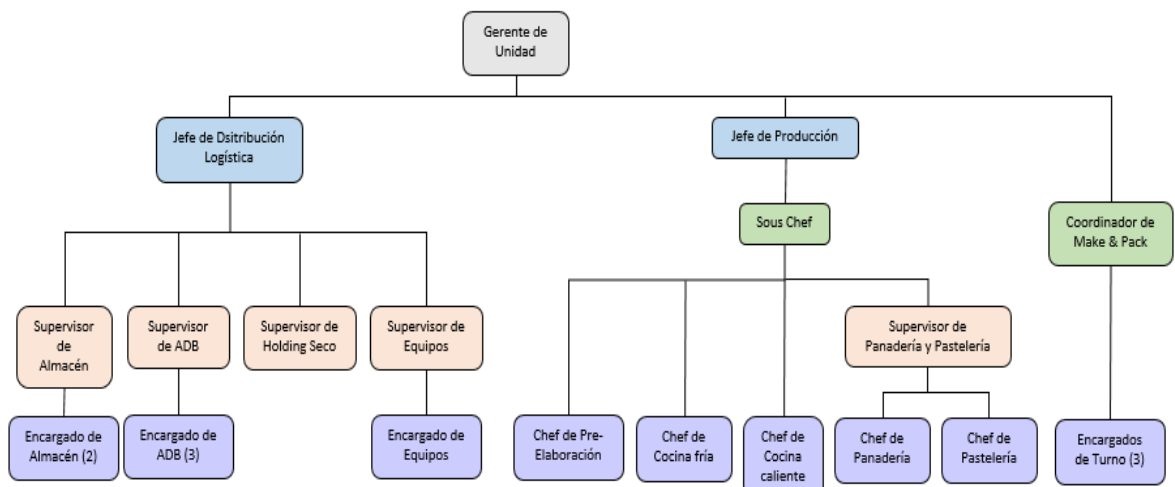 Gerente de
Unidad
Jefe de Dsitribución
Logística
Jefe de Producción
Sous Chef
Coordinador de
Make & Pack
Supervisor
de
Almacén
Supervisor
de ADB
Supervisor de
Holding Seco
Supervisor de
Equipos
Supervisor de
Panadería y Pastelería
Encargado de
Almacén (2)
Encargado de
ADB (3)
Encargado de
Equipos
Chef de Pre-
Elaboración
Chef de
Cocina fría
Chef de
Cocina
caliente
Chef de
Panadería
Chef de
Pastelería
Encargados
de Turno (3)